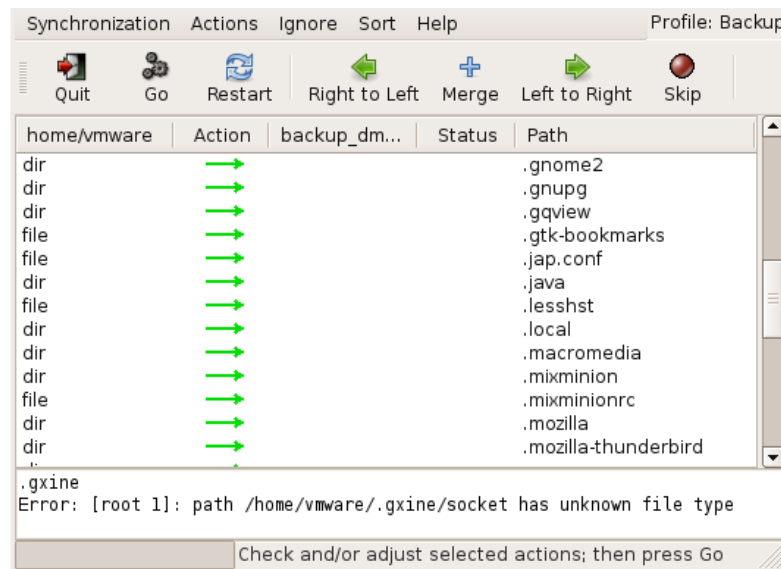 Synchronization Actions Ignore Sort Help Profile: Backup
Quit Go Restart Right to Left Merge Left to Right Skip
home/vmware Action backup_dm... Status Path
dir .gnome2
dir .gnupg
dir .gqview
file .gtk-bookmarks
file .jap.conf
dir .java
file .lesshst
dir .local
dir .macromedia
dir .mixminion
file .mixminionrc
dir .mozilla
dir .mozilla-thunderbird
.gxine
Error: [root 1]: path /home/vmware/.gxine/socket has unknown file type
Check and/or adjust selected actions; then press Go